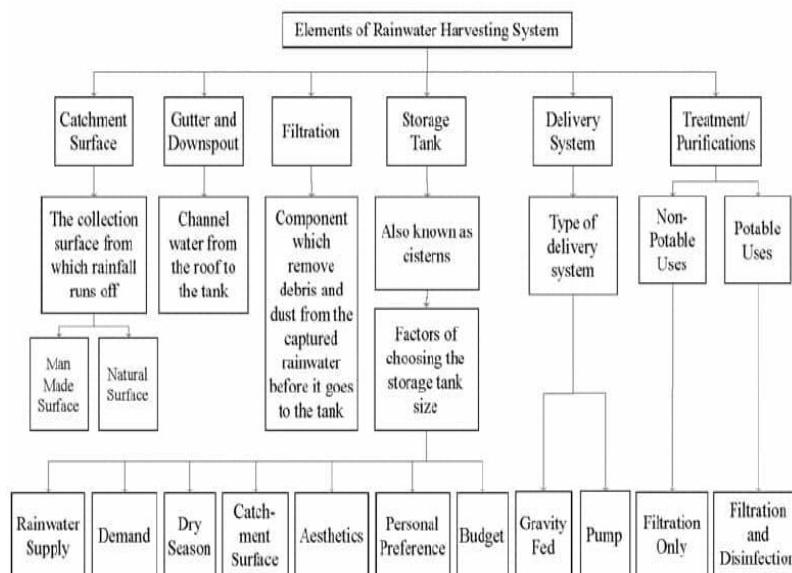 Elements of Rainwater Harvesting System
Catchment
Surface
Gutter and
Downspout
Filtration
Storage
Tank
Delivery
System
Treatment/
Purifications
The collection
surface from
which rainfall
runs off
Channel
water from
the roof to
the tank
Component
which
remove
debris and
dust from the
captured
rainwater
before it goes
to the tank
Also known as
cisterns
Type of
delivery
system
Non-
Potable
Uses
Potable
Uses
Man
Made
Surface
Natural
Surface
Factors of
choosing the
storage tank
size
Rainwater
Supply
Demand
Dry
Season
Catch-
ment
Surface
Aesthetics
Personal
Preference
Budget
Gravity
Fed
Pump
Filtration
Only
Filtration
and
Disinfection